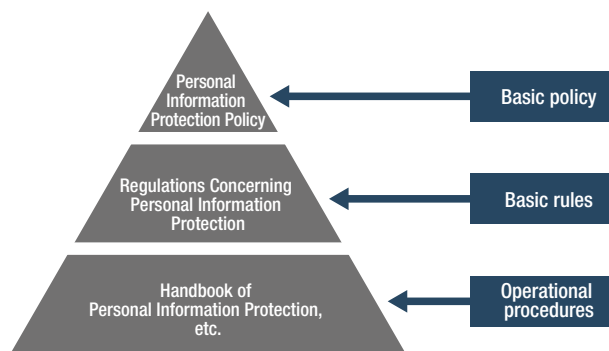 Personal
Information
Protection Policy
Basic policy
Regulations Concerning
Personal Information
Protection
Basic rules
Handbook of
Personal Information Protection,
etc.
Operational
procedures